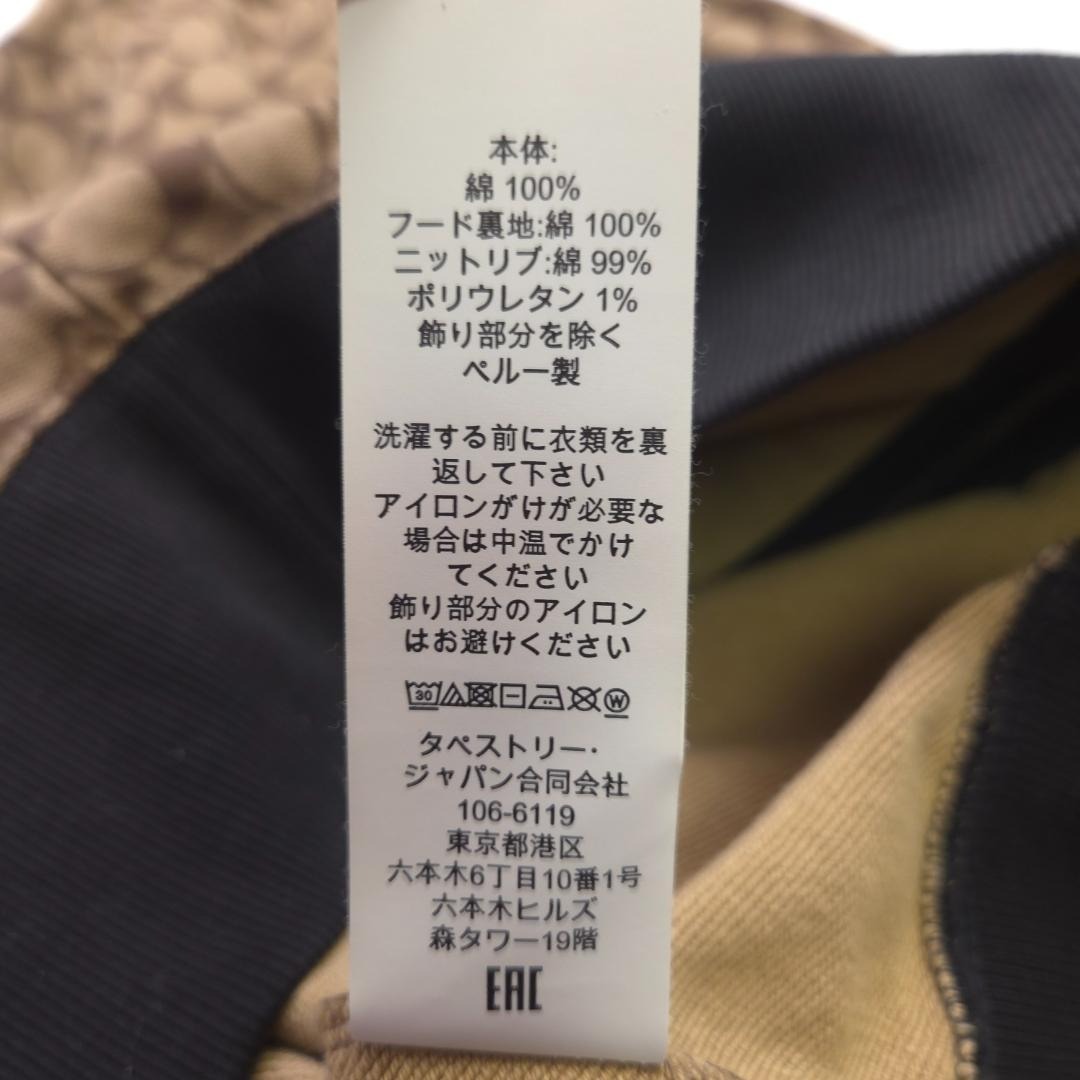 本体:
綿 100%
フード裏地:綿 100%
ニットリブ:綿 99%
ポリウレタン 1%
飾り部分を除く
ペルー製
洗濯する前に衣類を裏
返して下さい
アイロンがけが必要な
場合は中温でかけ
てください
飾り部分のアイロン
はお避けください
30 W
タペストリー・
ジャパン合同会社
106-6119
東京都港区
六本木6丁目10番1号
六本木ヒルズ
森タワー19階
EAC